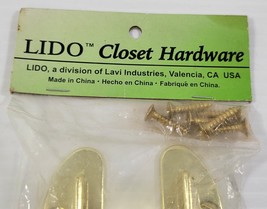 LIDO™ Closet Hardware
LIDO, a division of Lavi Industries, Valencia, CA USA
Made in China • Hecho en China • Fabriqué en China.